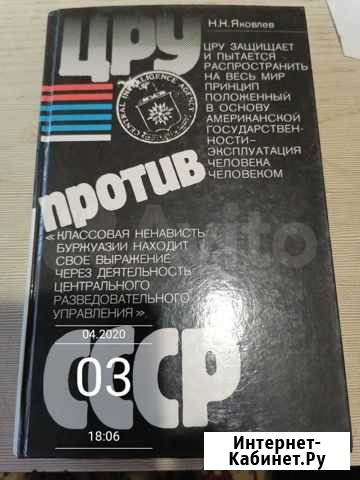 Н.Н.Яковлев
ЦРУ
ЦРУ ЗАЩИЩАЕТ
И ПЫТАЕТСЯ
РАСПРОСТРАНИТЬ
НА ВЕСЬ МИР
ПРИНЦИП
ПОЛОЖЕННЫЙ
В ОСНОВУ
АМЕРИКАНСКОЙ
ГОСУДАРСТВЕН-
НОСТИ—
ЭКСПЛУАТАЦИЯ
ЧЕЛОВЕКА
ЧЕЛОВЕКОМ
CENTRAL INTELLIGENCE AGENCY
против
«КЛАССОВАЯ НЕНАВИСТЬ
БУРЖУАЗИИ НАХОДИТ
СВОЕ ВЫРАЖЕНИЕ
ЧЕРЕЗ ДЕЯТЕЛЬНОСТЬ
ЦЕНТРАЛЬНОГО
РАЗВЕДОВАТЕЛЬНОГО
УПРАВЛЕНИЯ».
СССР
04.2020
03
18:06
Интернет-
Кабинет.Ру